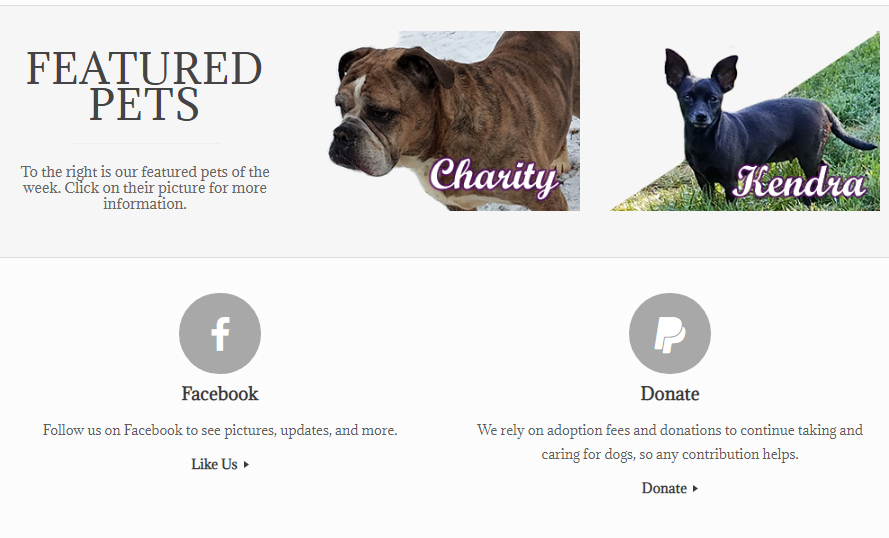 FEATURED
PETS
To the right is our featured pets of the
week. Click on their picture for more
information.
Charity
Kendra
Facebook
Follow us on Facebook to see pictures, updates, and more.
Like Us
Donate
We rely on adoption fees and donations to continue taking and
caring for dogs, so any contribution helps.
Donate